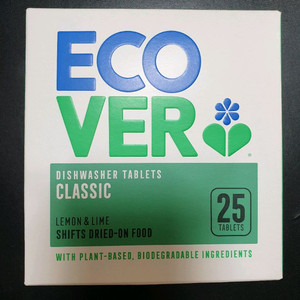 ECO
VER
DISHWASHER TABLETS
CLASSIC
LEMON & LIME
SHIFTS DRIED-ON FOOD
25
TABLETS
WITH PLANT-BASED, BIODEGRADABLE INGREDIENTS